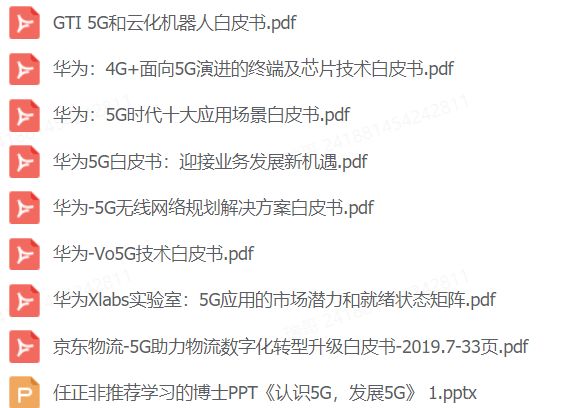 GTI 5G和云化机器人白皮书.pdf
华为：4G+面向5G演进的终端及芯片技术白皮书.pdf
华为：5G时代十大应用场景白皮书.pdf
华为5G白皮书：迎接业务发展新机遇.pdf
华为-5G无线网络规划解决方案白皮书.pdf
华为-Vo5G技术白皮书.pdf
华为Xlabs实验室：5G应用的市场潜力和就绪状态矩阵.pdf
京东物流-5G助力物流数字化转型升级白皮书-2019.7-33页.pdf
任正非推荐学习的博士PPT《认识5G，发展5G》 1.pptx